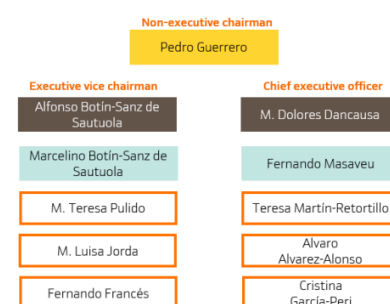 Non-executive chairman
Pedro Guerrero
Executive vice chairman
Chief executive officer
Alfonso Botín-Sanz de
Sautuola
M. Dolores Dancausa
Marcelino Botín-Sanz de
Sautuola
Fernando Masaveu
M. Teresa Pulido
Teresa Martín-Retortillo
M. Luisa Jorda
Alvaro
Alvarez-Alonso
Fernando Francés
Cristina
García-Peri